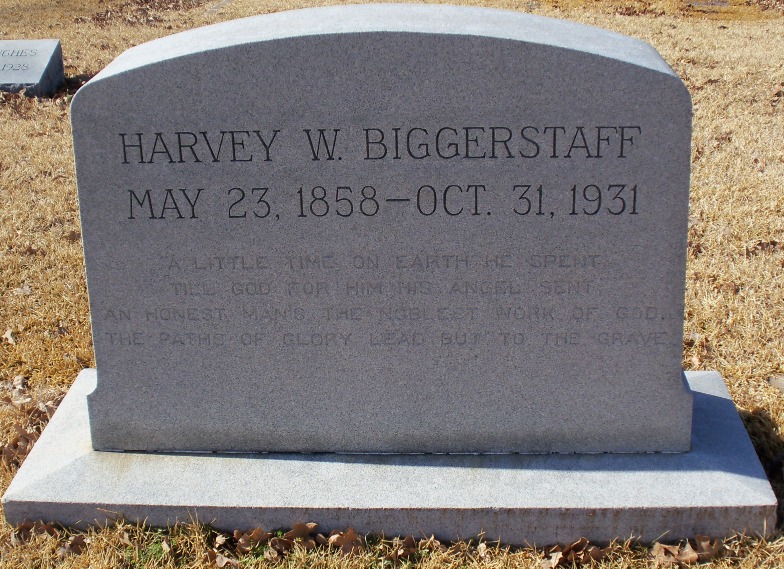 HARVEY W. BIGGERSTAFF
MAY 23, 1858–OCT. 31, 1931
A LITTLE TIME ON EARTH HE SPENT,
TILL GOD FOR HIM HIS ANGEL SENT.
AN HONEST MAN'S THE NOBLEST WORK OF GOD.
THE PATHS OF GLORY LEAD BUT TO THE GRAVE.
1928